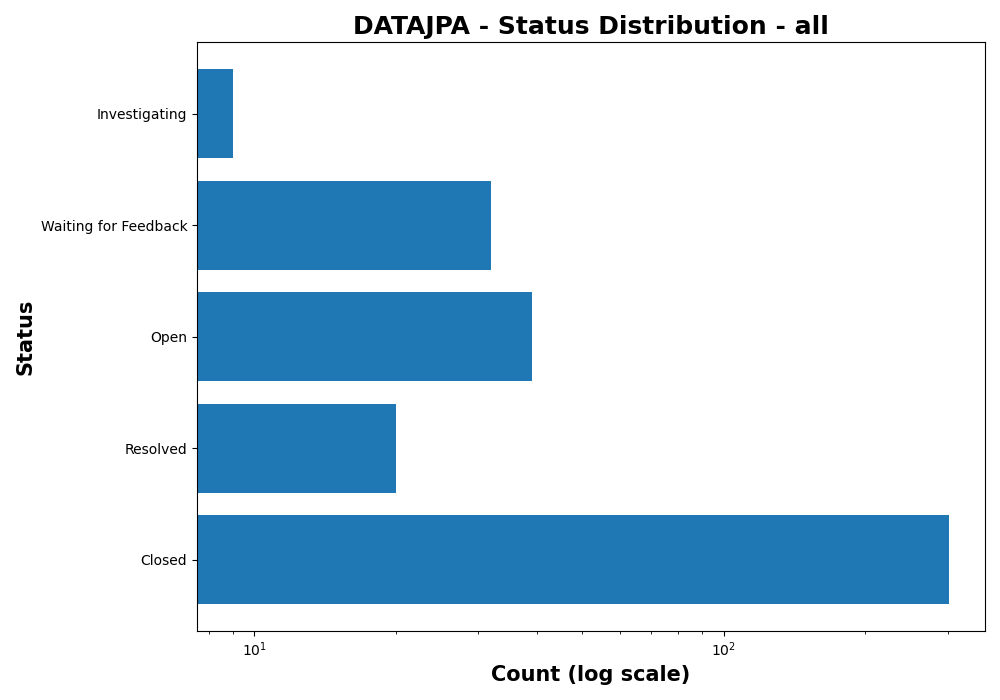 DATAJPA - Status Distribution - all
Investigating
Waiting for Feedback
Open
Resolved
Closed
Status
10¹
10²
Count (log scale)